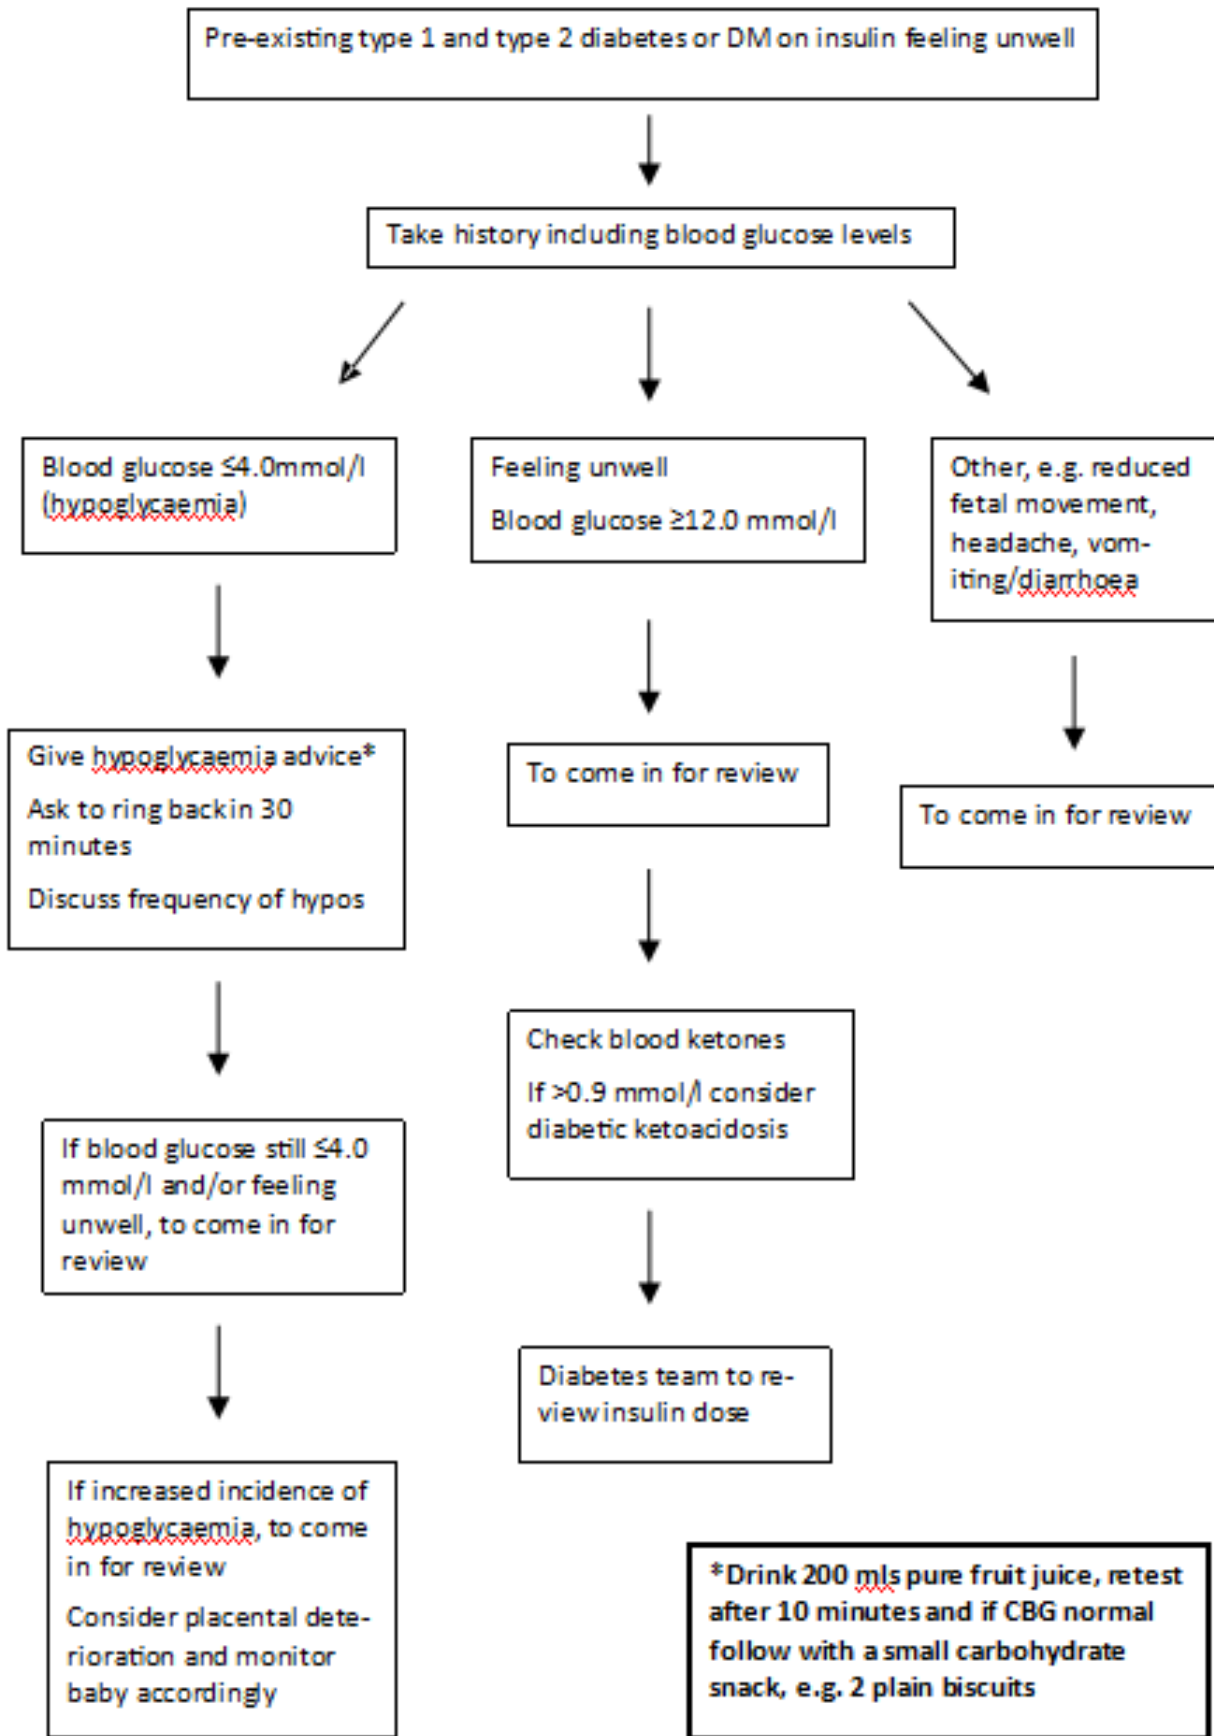 Pre-existing type 1 and type 2 diabetes or DM on insulin feeling unwell
Take history including blood glucose levels
Blood glucose ≤4.0mmol/l
(hypoglycaemia)
Feeling unwell
Blood glucose ≥12.0 mmol/l
Other, e.g. reduced
fetal movement,
headache, vom-
iting/diarrhoea
Give hypoglycaemia advice*
Ask to ring back in 30
minutes
Discuss frequency of hypos
To come in for review
To come in for review
Check blood ketones
If >0.9 mmol/l consider
diabetic ketoacidosis
If blood glucose still ≤4.0
mmol/l and/or feeling
unwell, to come in for
review
Diabetes team to re-
view insulin dose
If increased incidence of
hypoglycaemia, to come
in for review
Consider placental dete-
rioration and monitor
baby accordingly
*Drink 200 mls pure fruit juice, retest
after 10 minutes and if CBG normal
follow with a small carbohydrate
snack, e.g. 2 plain biscuits